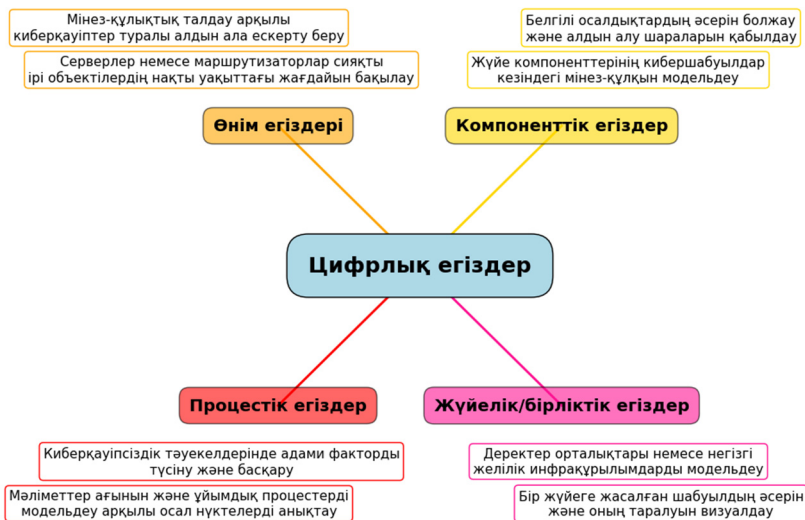 Мінез-құлықтық талдау арқылы
киберқауіптер туралы алдын ала ескерту беру
Серверлер немесе маршрутизаторлар сияқты
ірі объектілердің нақты уақыттағы жағдайын бақылау
Өнім егіздері
Белгілі осалдықтардың әсерін болжау
және алдын алу шараларын қабылдау
Жүйе компоненттерінің кибершабуылдар
кезіндегі мінез-құлқын модельдеу
Компоненттік егіздер
Цифрлық егіздер
Процестік егіздер
Киберқауіпсіздік тәуекелдерінде адами факторды
түсіну және басқару
Мәліметтер ағынын және ұйымдық процестерді
модельдеу арқылы осал нүктелерді анықтау
Жүйелік/бірліктік егіздер
Деректер орталықтары немесе негізгі
желілік инфрақұрылымдарды модельдеу
Бір жүйеге жасалған шабуылдың әсерін
және оның таралуын визуалдау